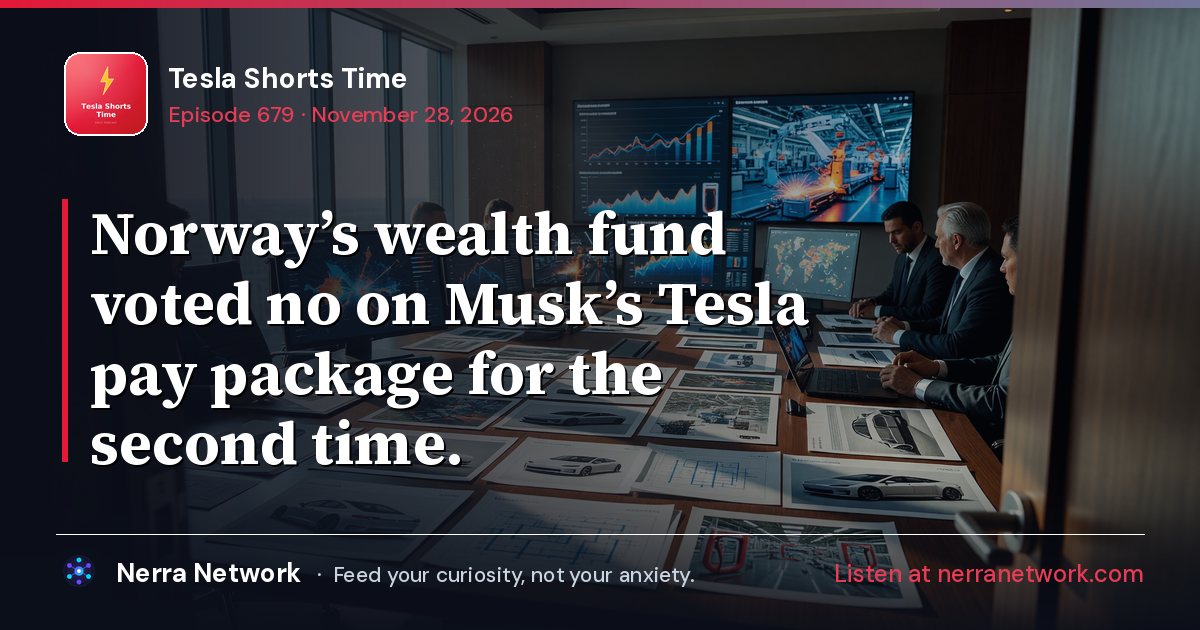 Tesla Shorts Time
Episode 679 · November 28, 2026
Tesla Shorts
Time
Norway’s wealth fund
voted no on Musk’s Tesla
pay package for the
second time.
Nerra Network · Feed your curiosity, not your anxiety.
Listen at nerranetwork.com